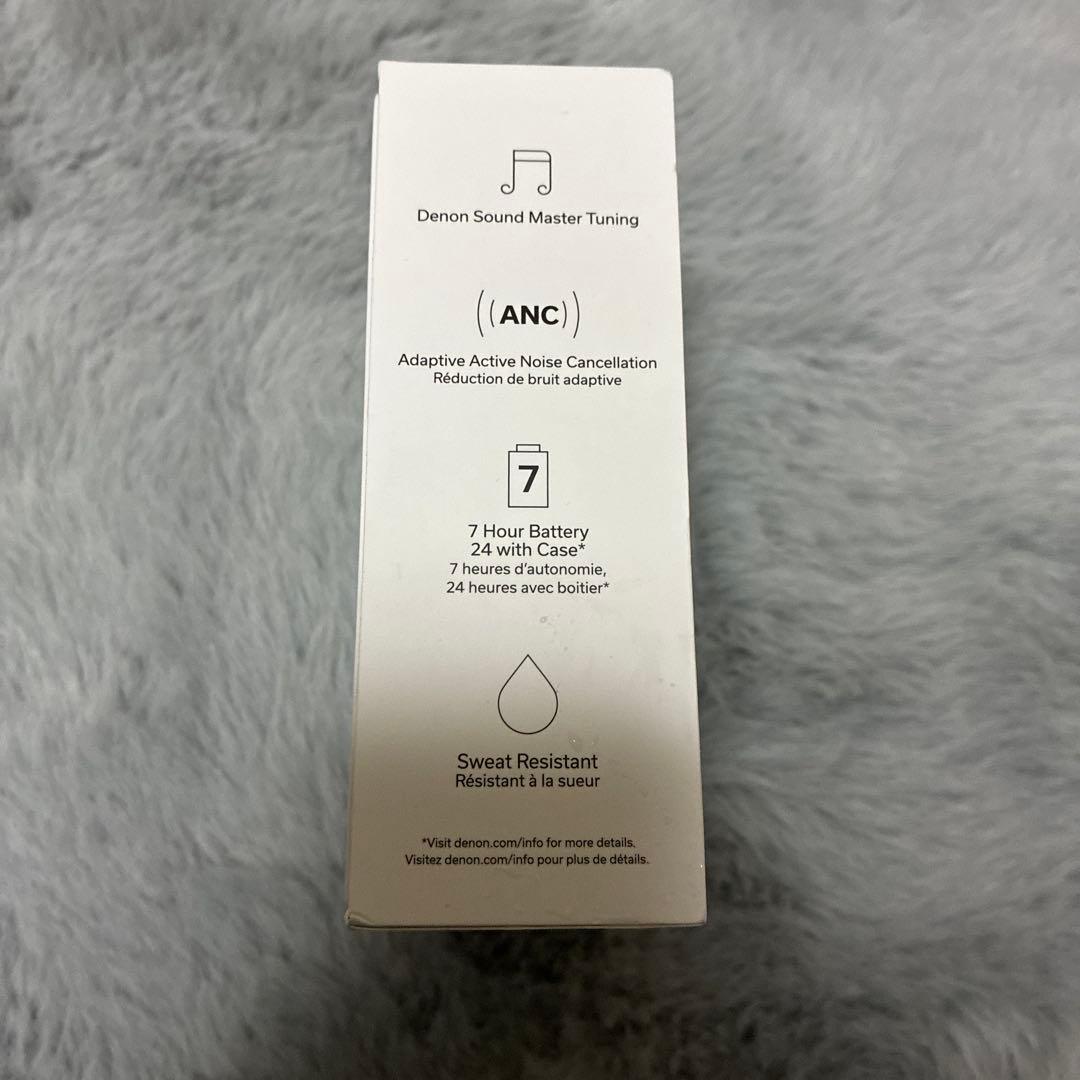 Denon Sound Master Tuning
((ANC))
Adaptive Active Noise Cancellation
Réduction de bruit adaptive
7
7 Hour Battery
24 with Case*
7 heures d'autonomie,
24 heures avec boitier*
Sweat Resistant
Résistant à la sueur
*Visit denon.com/info for more details.
Visitez denon.com/info pour plus de détails.